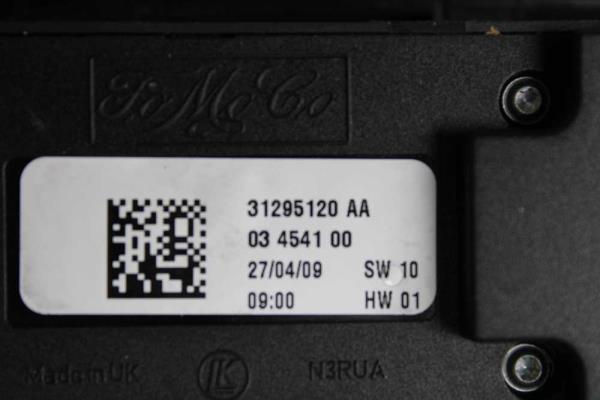 FoMoCo
31295120 AA
03 4541 00
27/04/09 SW 10
09:00 HW 01
Made in UK LK N3RUA